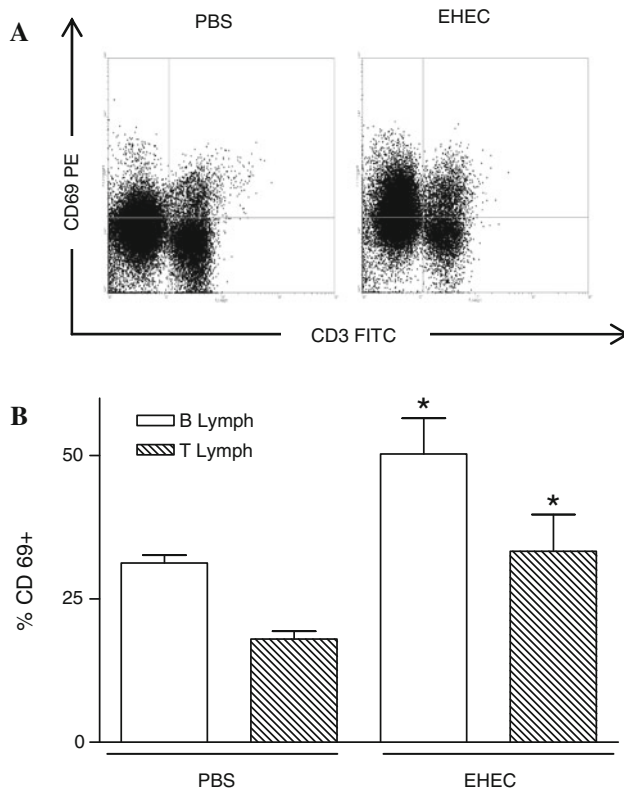 A
PBS
EHEC
CD69 PE
CD3 FITC
B
B Lymph
T Lymph
*
*
50
25
0
% CD 69+
PBS
EHEC